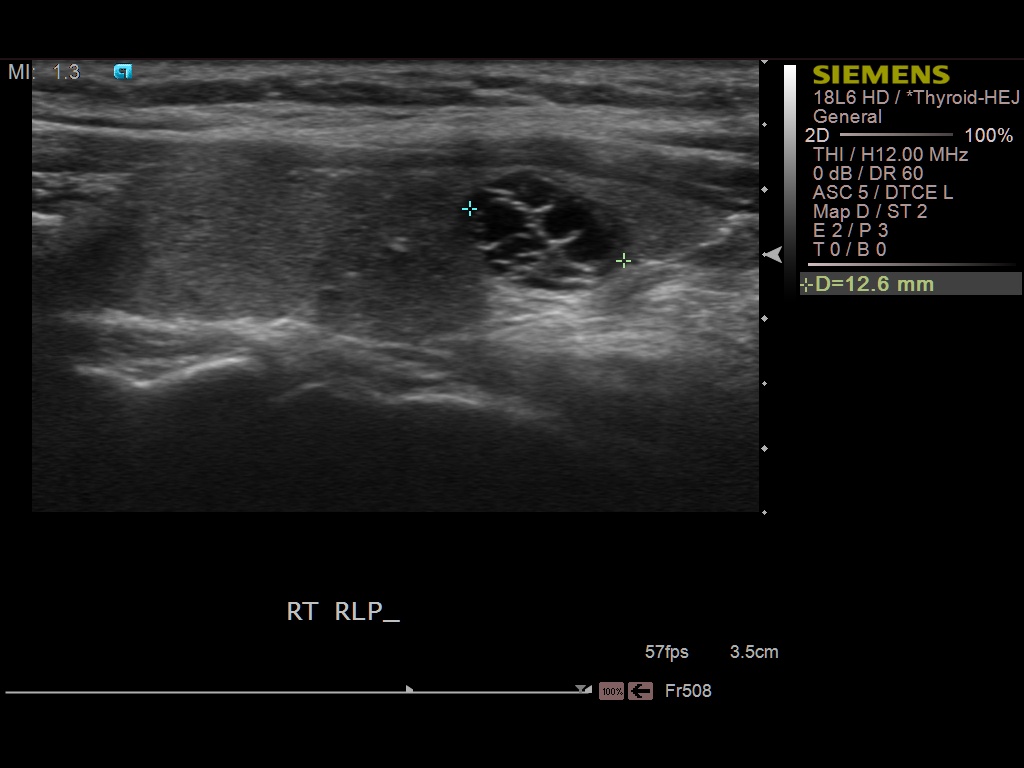 MI: 1.3
SIEMENS
18L6 HD / *Thyroid-HEJ
General
2D 100%
THI / H12.00 MHz
0 dB / DR 60
ASC 5 / DTCE L
Map D / ST 2
E 2 / P 3
T 0 / B 0
D=12.6 mm
RT RLP_
57fps 3.5cm
100% Fr508